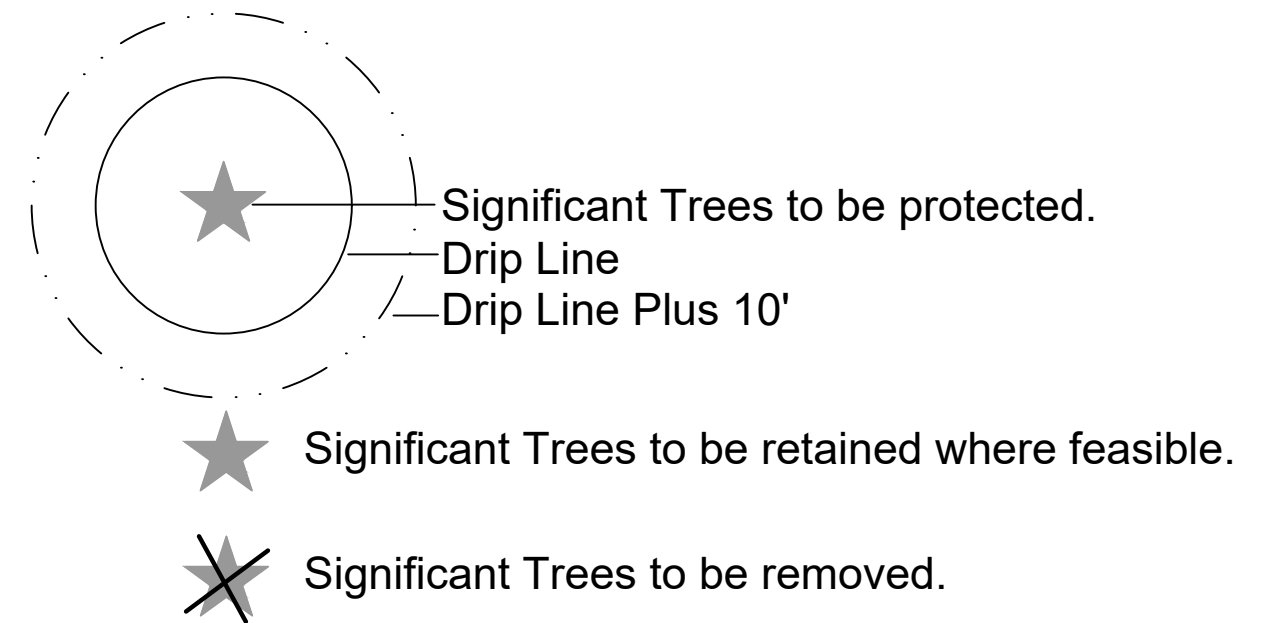 Significant Trees to be protected.
Drip Line
Drip Line Plus 10'
Significant Trees to be retained where feasible.
Significant Trees to be removed.